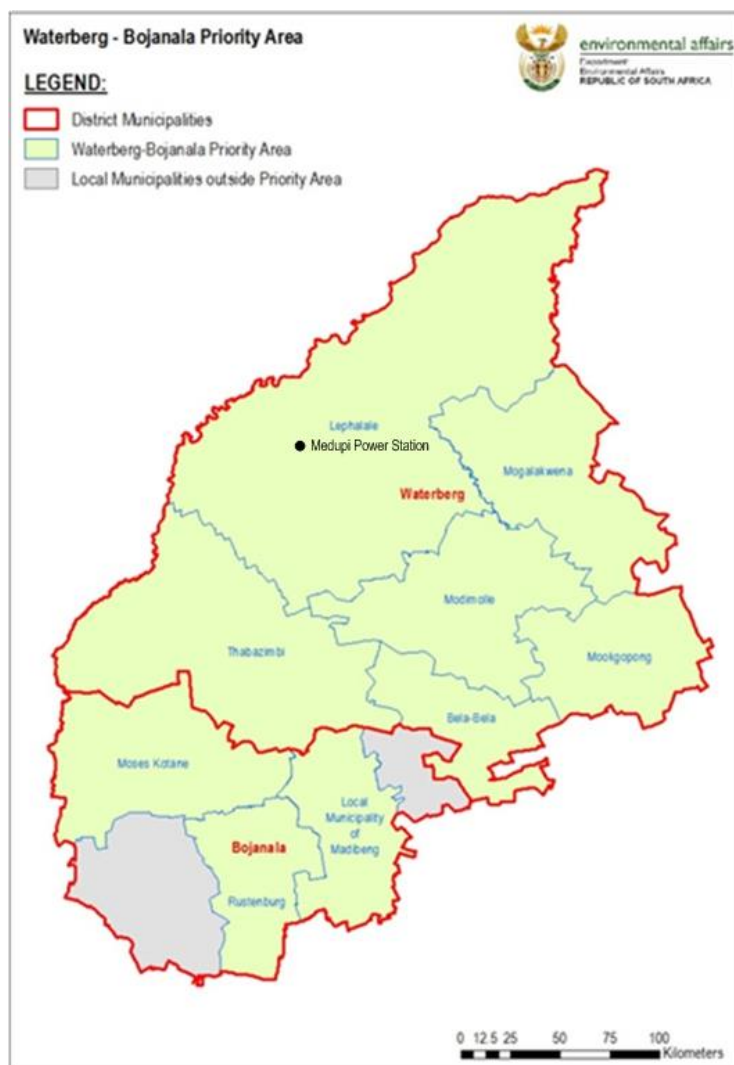 Waterberg - Bojanala Priority Area
environmental affairs
Department:
Environmental Affairs
REPUBLIC OF SOUTH AFRICA
LEGEND:
District Municipalities
Waterberg-Bojanala Priority Area
Local Municipalities outside Priority Area
Lephalale
Medupi Power Station
Mogalakwena
Waterberg
Modimolle
Thabazimbi
Mookgopong
Bela-Bela
Moses Kotane
Local
Municipality
of
Madibeng
Bojanala
Rustenburg
0 12.5 25 50 75 100
Kilometers